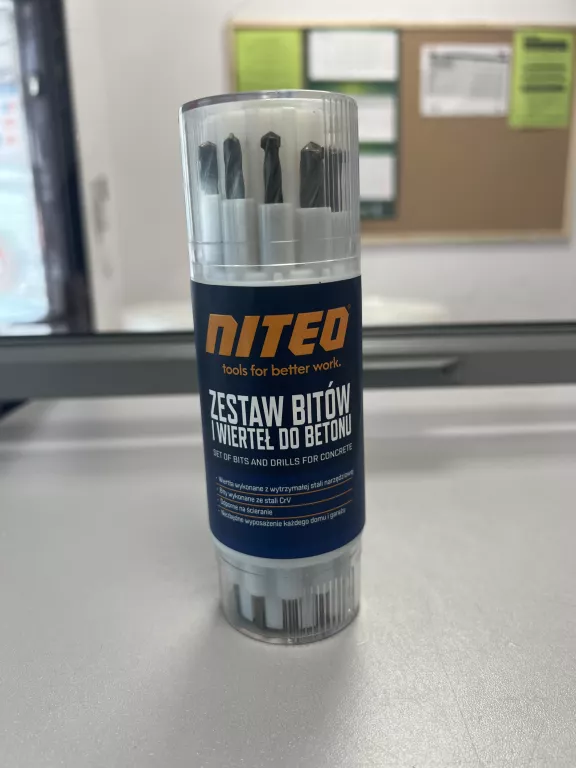 NITEO
tools for better work.
ZESTAW BITÓW
I WIERTEŁ DO BETONU
SET OF BITS AND DRILLS FOR CONCRETE
- Wiertła wykonane z wytrzymałej stali narzędziowej
- Bity wykonane ze stali CrV
- Odporne na ścieranie
- Niezbędne wyposażenie każdego domu i garażu